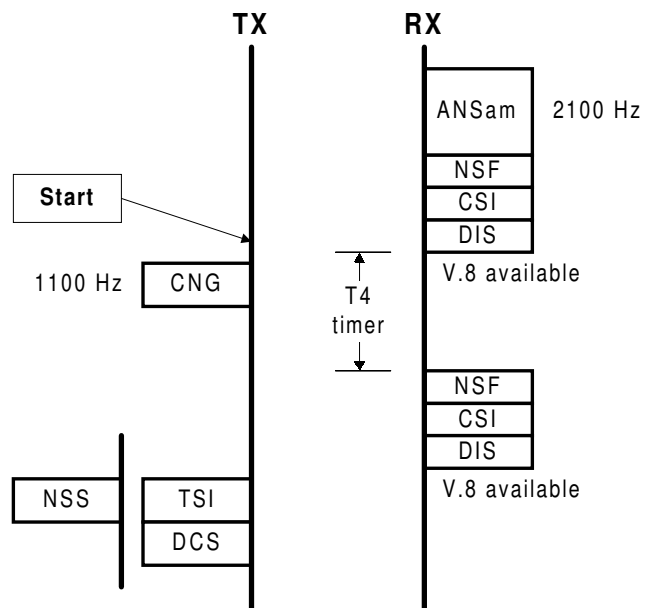 TX
RX
ANSam
2100 Hz
NSF
CSI
DIS
Start
V.8 available
1100 Hz
CNG
T4
timer
NSF
CSI
DIS
V.8 available
NSS
TSI
DCS